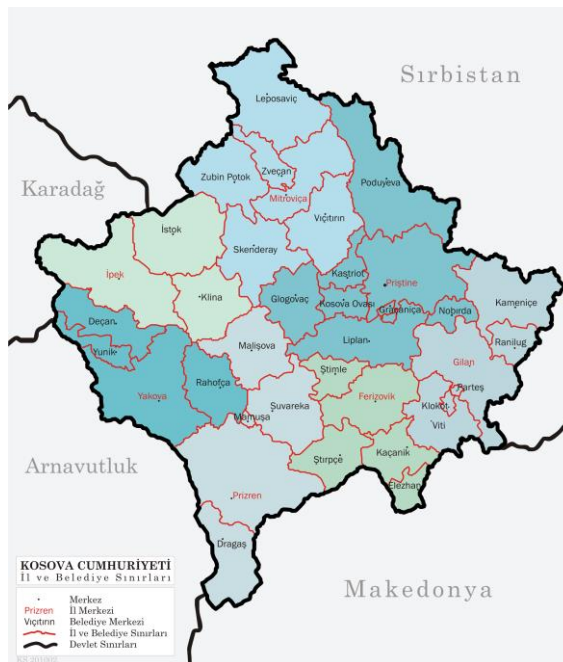 Sırbistan
Leposaviç
Zubin Potok
Zveçan
Poduyeva
Karadağ
Mitroviça
Vıçıtırın
İstok
Skenderay
İpek
Kastriot
Priştine
Klina
Glogovaç
Kosova Ovası
Graçaniça
Nobırda
Kameniçe
Deçan
Yunik
Malişova
Liplan
Ranilug
Gilan
Ştimle
Rahofça
Yakova
Ferizovik
Parteş
Mamuşa
Suvareka
Klokot
Viti
Kaçanik
Ştırpçe
Arnavutluk
Elezhan
Prizren
Dragaş
Makedonya
KOSOVA CUMHURİYETİ
İl ve Belediye Sınırları
Merkez
Prizren İl Merkezi
Vıçıtırın Belediye Merkezi
İl ve Belediye Sınırları
Devlet Sınırları